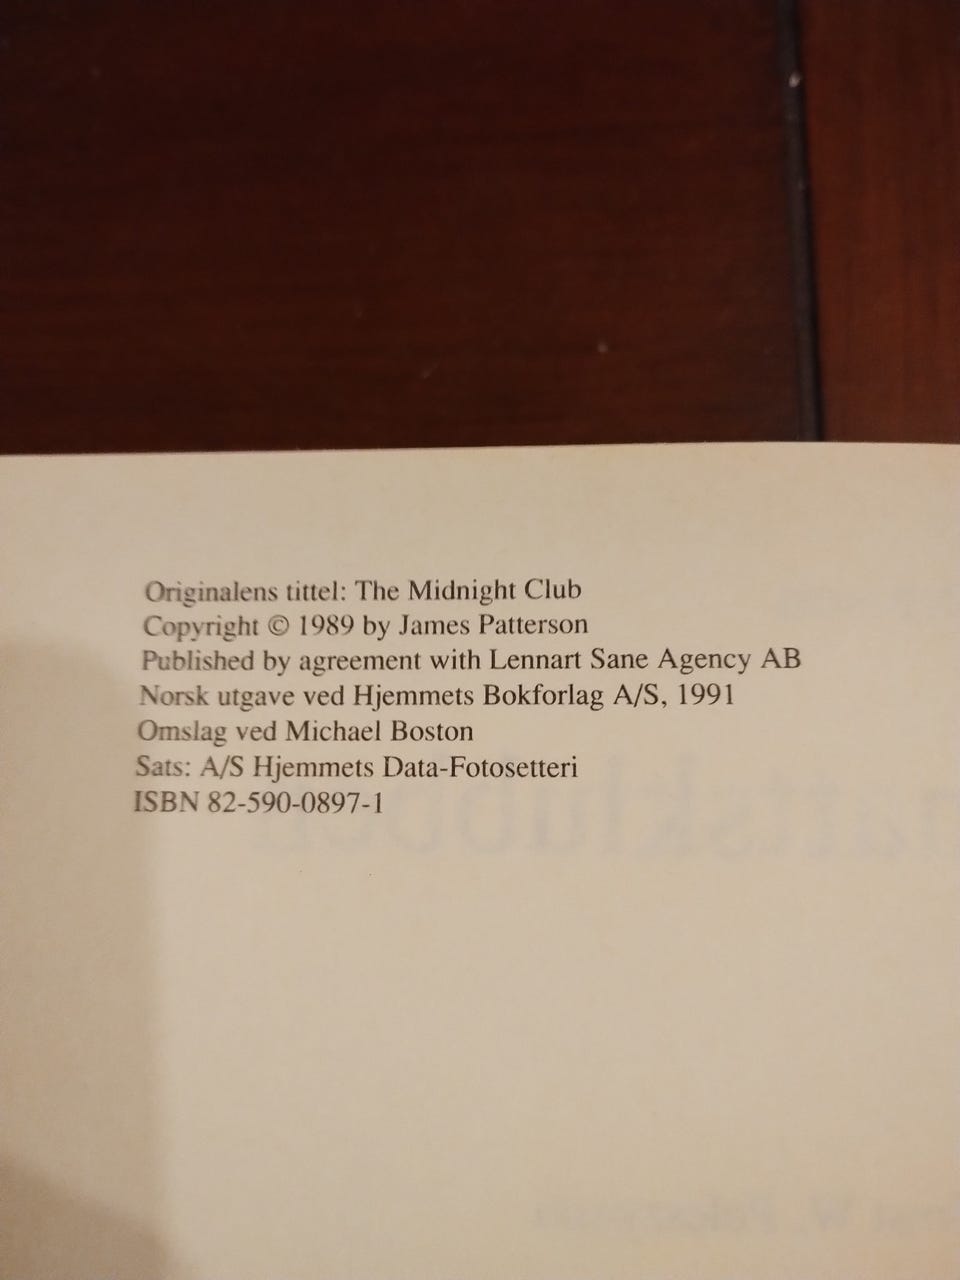 Originalens tittel: The Midnight Club
Copyright © 1989 by James Patterson
Published by agreement with Lennart Sane Agency AB
Norsk utgave ved Hjemmets Bokforlag A/S, 1991
Omslag ved Michael Boston
Sats: A/S Hjemmets Data-Fotosetteri
ISBN 82-590-0897-1